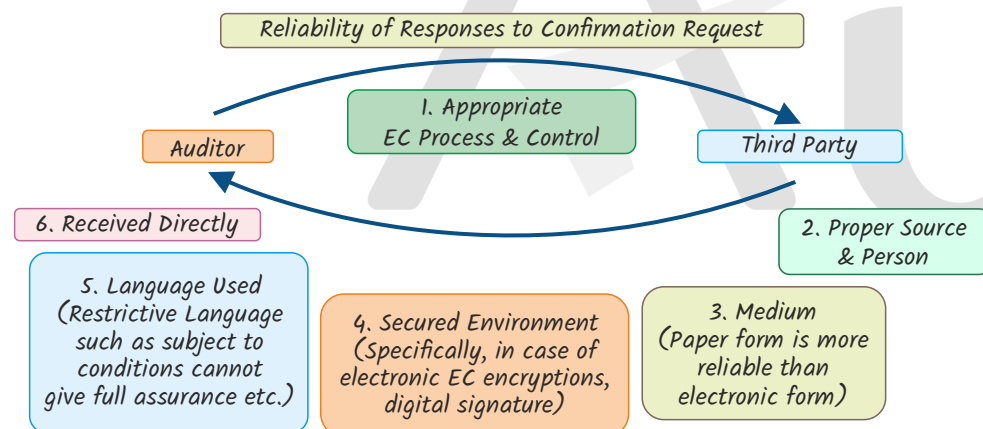 Reliability of Responses to Confirmation Request
1. Appropriate
EC Process & Control
Auditor
Third Party
6. Received Directly
2. Proper Source
& Person
5. Language Used
(Restrictive Language
such as subject to
conditions cannot
give full assurance etc.)
4. Secured Environment
(Specifically, in case of
electronic EC encryptions,
digital signature)
3. Medium
(Paper form is more
reliable than
electronic form)